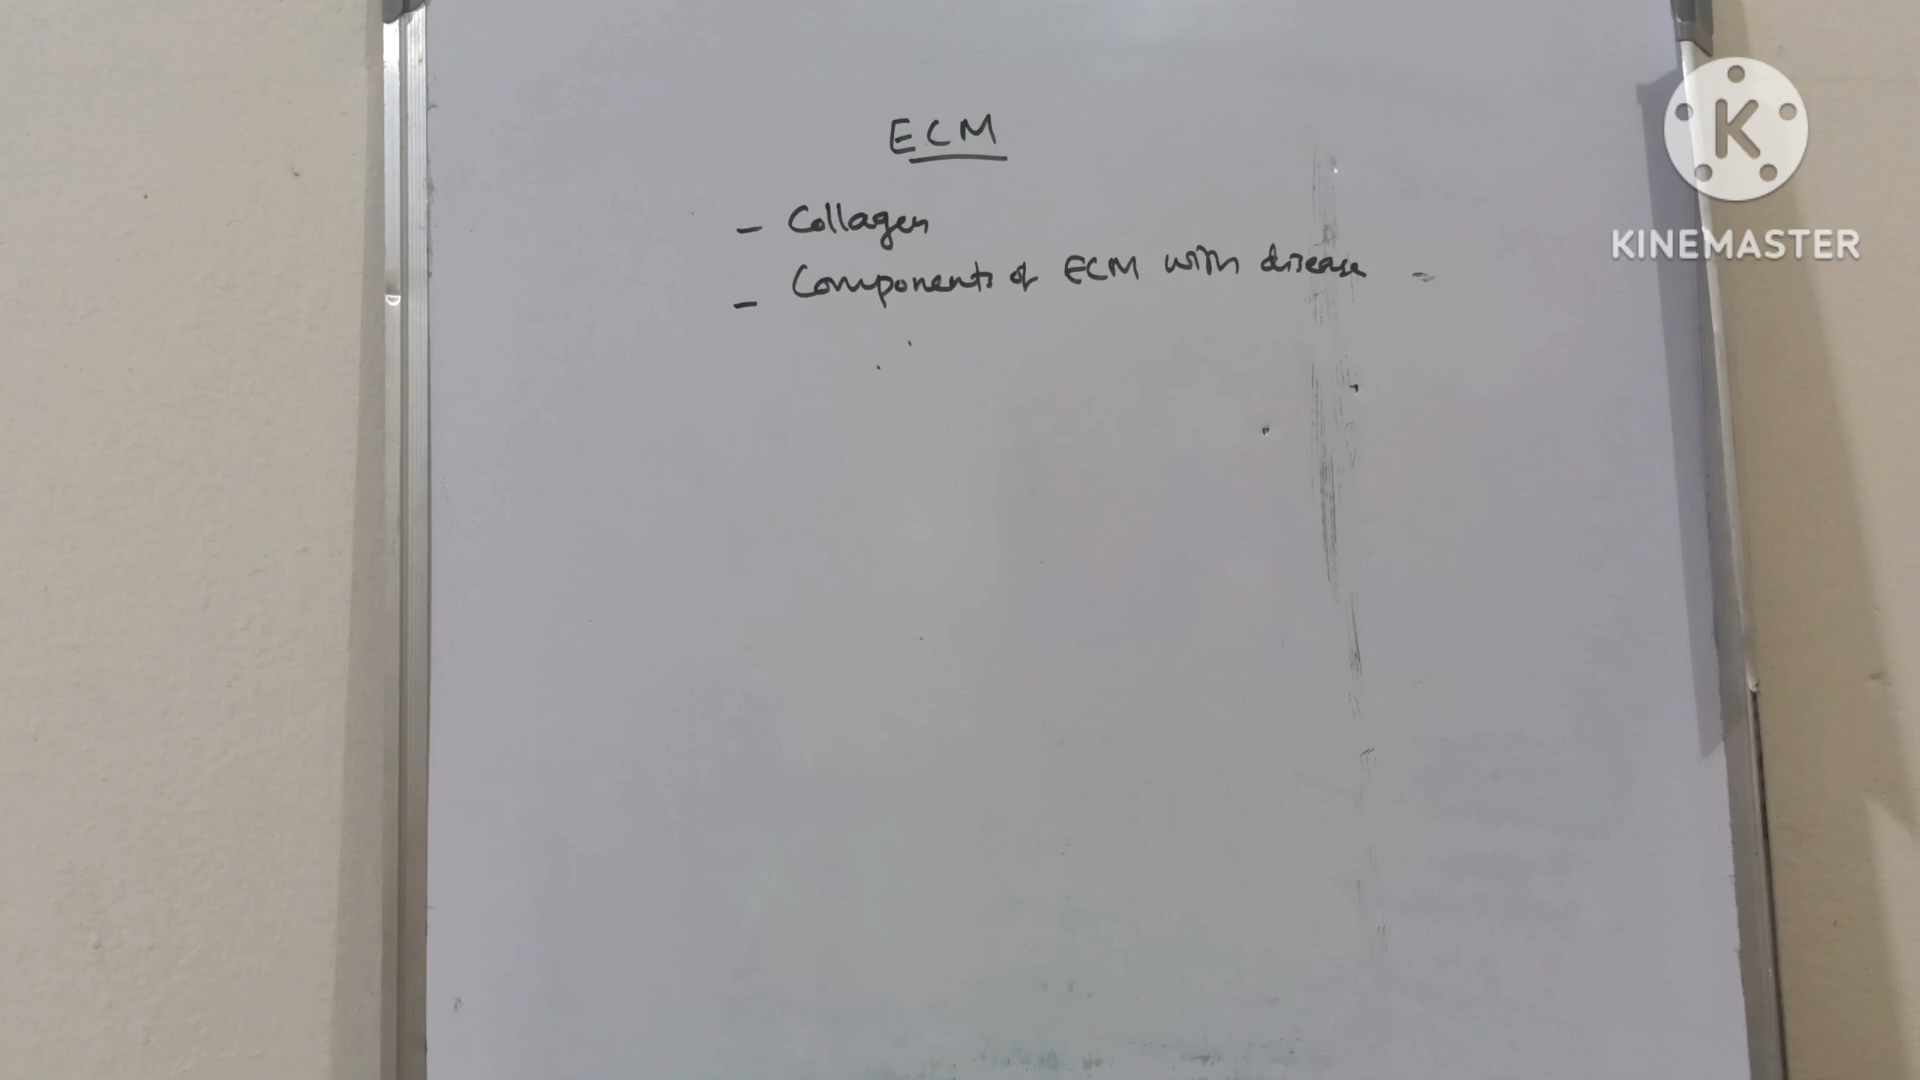 ECM
- Collagen
- Components of ECM with disease -
K
KINEMASTER